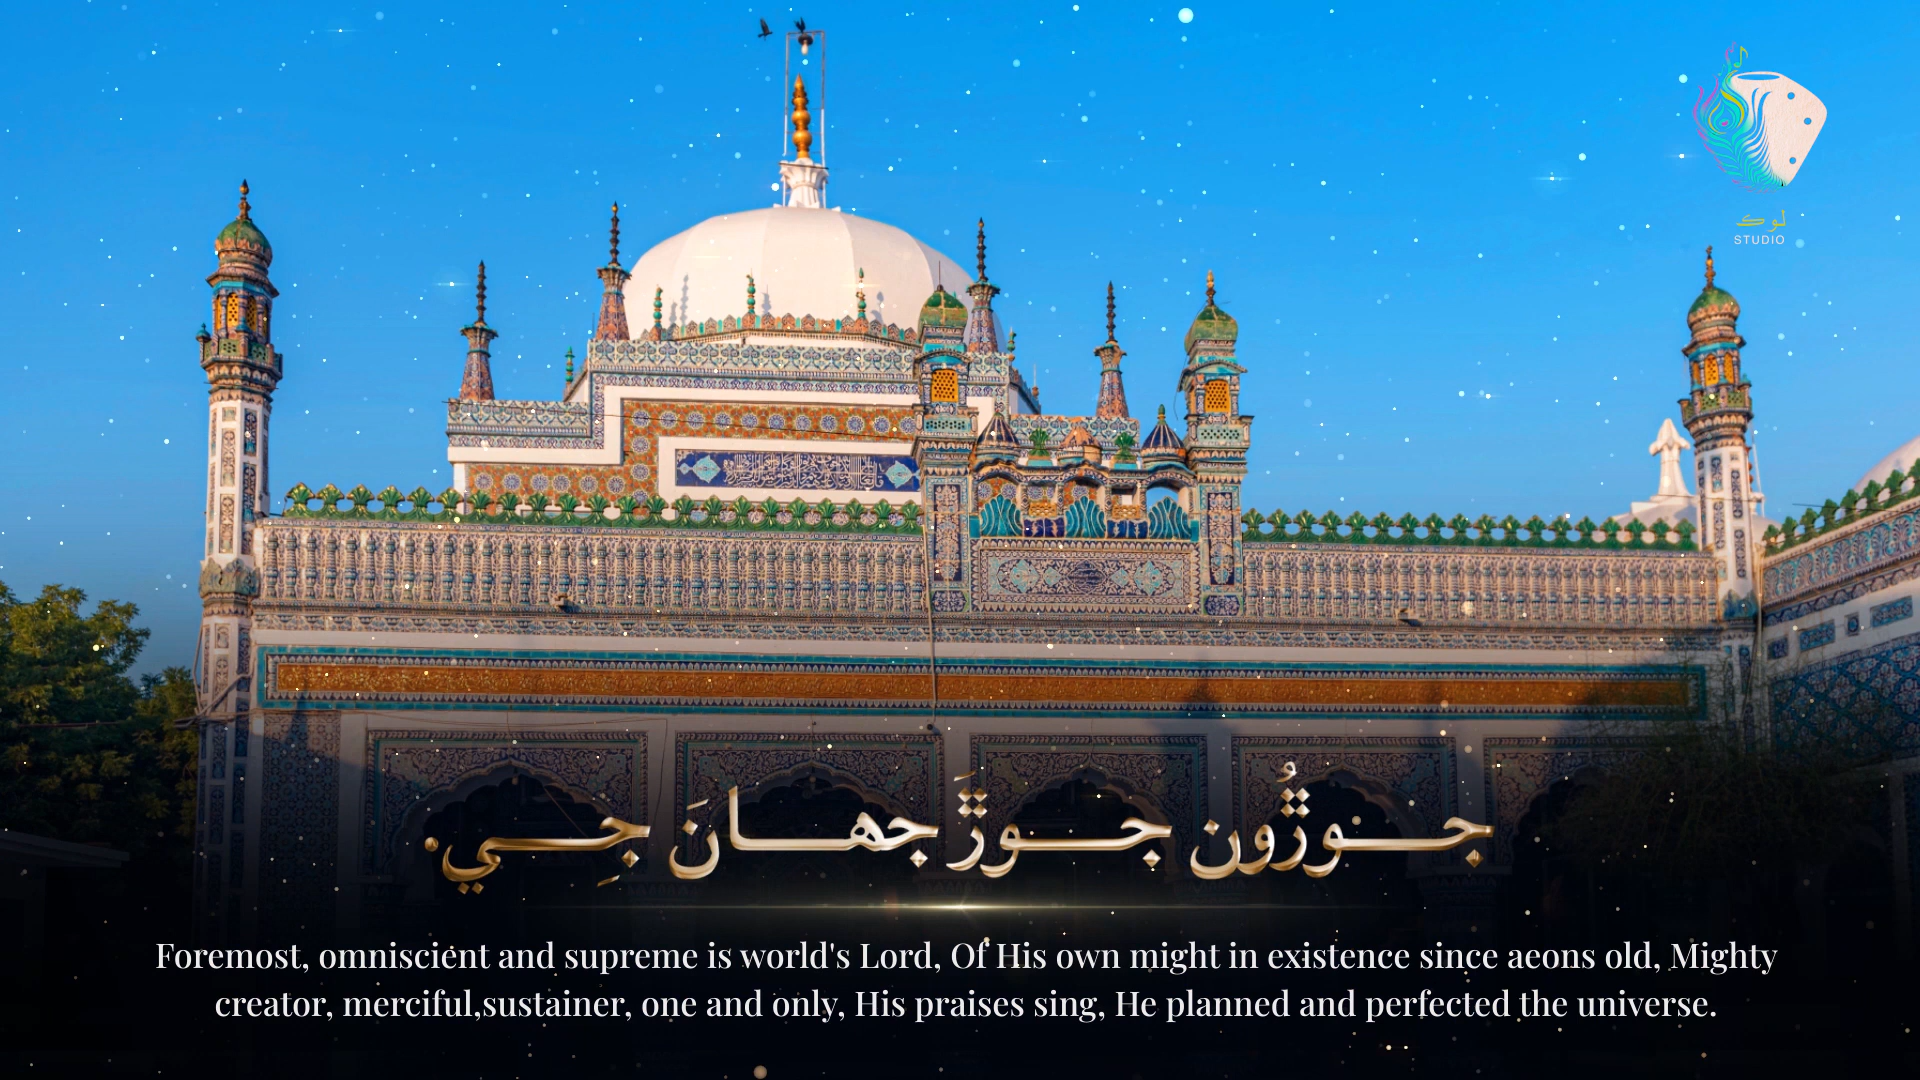 لوڪ
STUDIO
جوڙُون جوڙَ جهانَ جِي.
Foremost, omniscient and supreme is world's Lord, Of His own might in existence since aeons old, Mighty
creator, merciful,sustainer, one and only, His praises sing, He planned and perfected the universe.